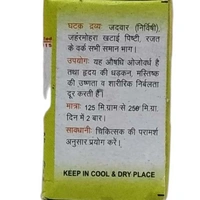 घटक द्रव्य जदवार (निर्विषी)
जहरमोहरा खटाई पिष्टी, रजत
के वर्क सभी समान भाग।
उपयोगः यह औषधि ओजोवर्धक है
तथा हृदय की धड़कन, मस्तिष्क
की उष्णता व शारीरिक निर्बलता
दूर करती हैं।
मात्राः 125 मि.ग्राम से 250 मि.ग्रा.
दिन में 2 बार।
सावधानीः चिकित्सक की परामर्श
अनुसार प्रयोग करें।
KEEP IN COOL & DRY PLACE